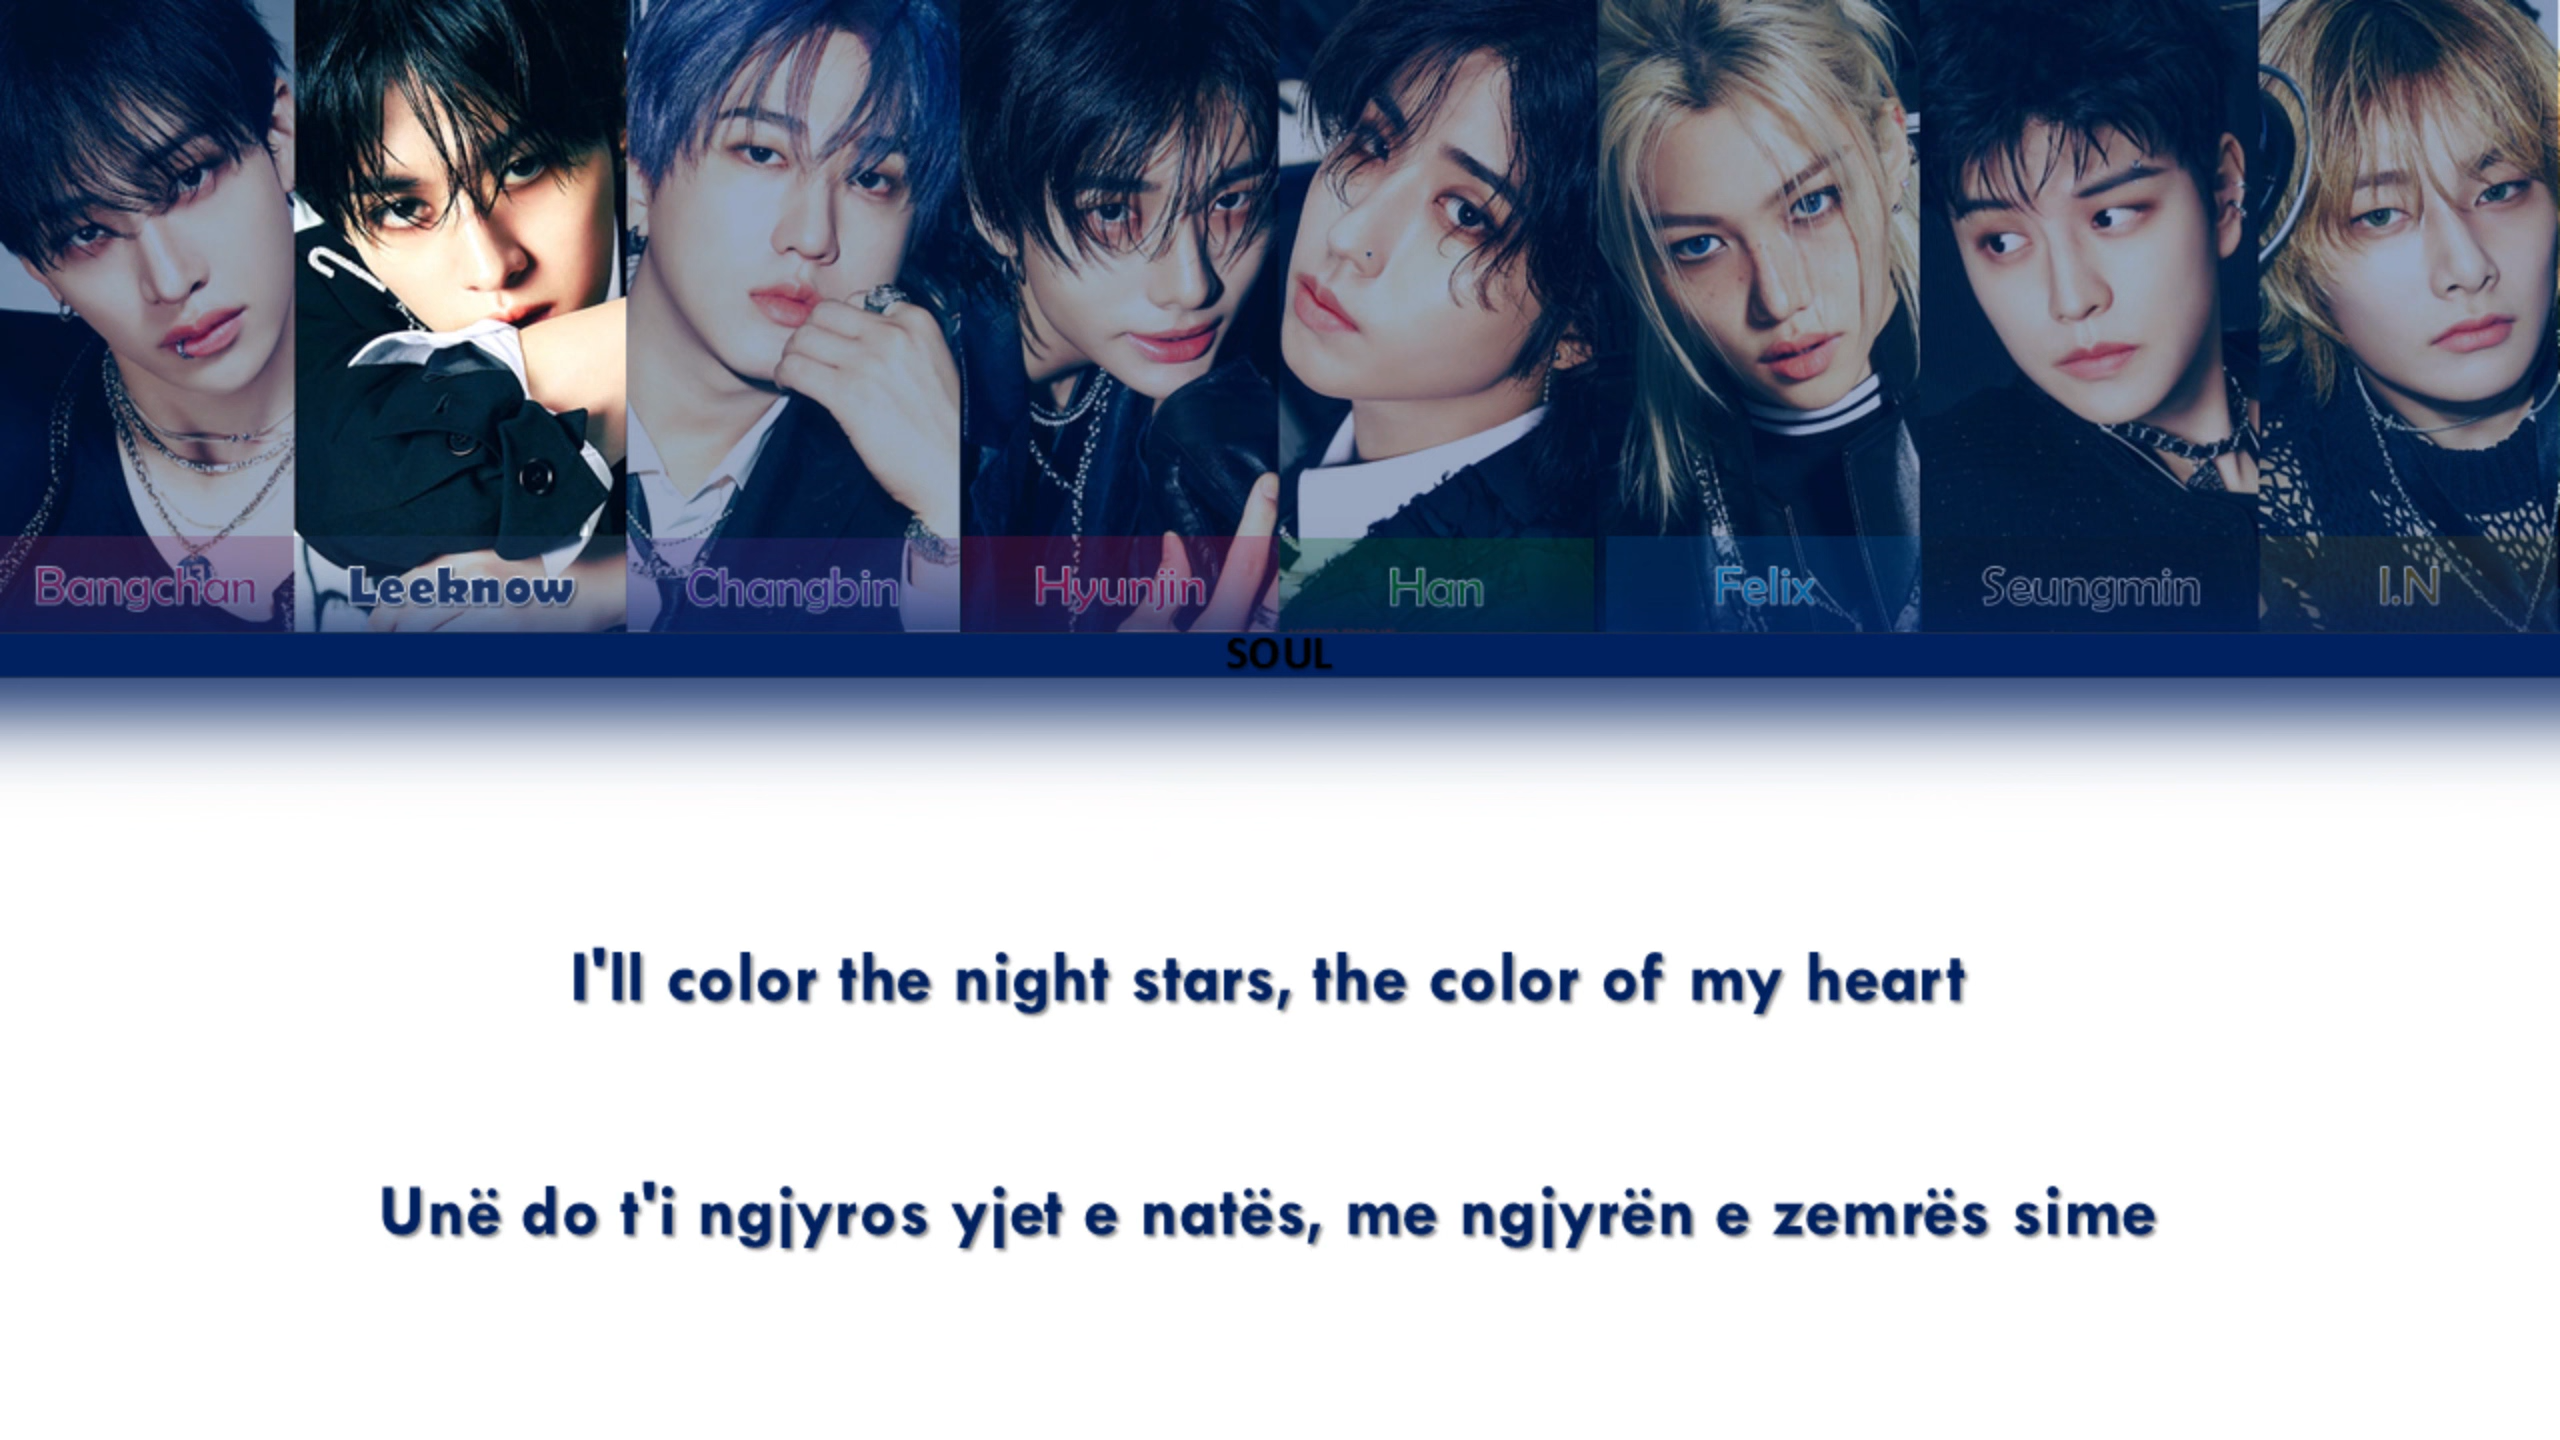 Bangchan Leeknow Changbin Hyunjin Han Felix Seungmin I.N
SOUL
I'll color the night stars, the color of my heart
Unë do t'i ngjyros yjet e natës, me ngjyrën e zemrës sime